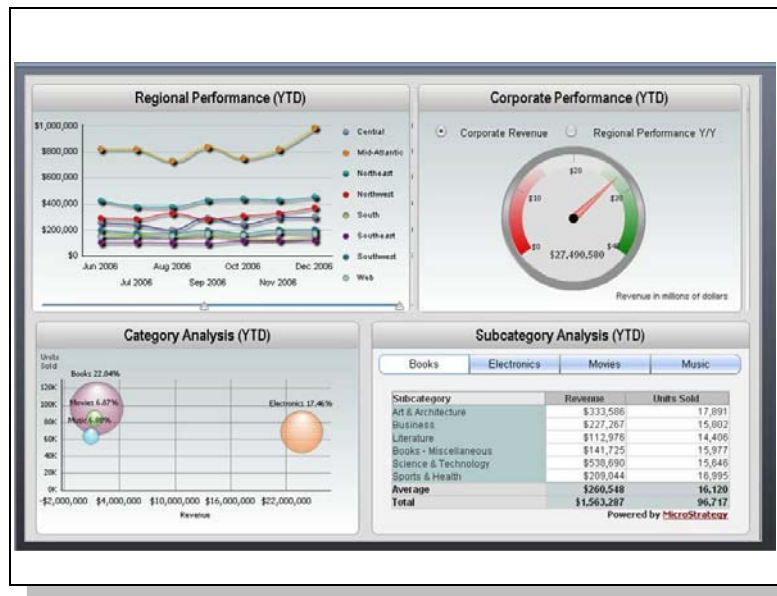 Regional Performance (YTD)
$1,000,000
$800,000
$600,000
$400,000
$200,000
$0
Jun 2006
Jul 2006
Aug 2006
Sep 2006
Oct 2006
Nov 2006
Dec 2006
Central
Mid-Atlantic
Northeast
Northwest
South
Southeast
Southwest
Web
Corporate Performance (YTD)
Corporate Revenue
Regional Performance Y/Y
$0
$10
$20
$30
$27,490,580
Revenue in millions of dollars
Category Analysis (YTD)
Units
Sold
120K
100K
80K
60K
40K
20K
0K
Books 22.04%
Movies 6.87%
Electronics 17.46%
-$2,000,000 $4,000,000 $10,000,000 $16,000,000 $22,000,000
Revenue
Subcategory Analysis (YTD)
Books Electronics Movies Music
Subcategory Revenue Units Sold
Art & Architecture $333,586 17,891
Business $227,267 15,802
Literature $112,976 14,406
Books - Miscellaneous $141,725 15,977
Science & Technology $538,690 15,646
Sports & Health $209,044 16,995
Average $260,548 16,120
Total $1,563,287 96,717
Powered by MicroStrategy